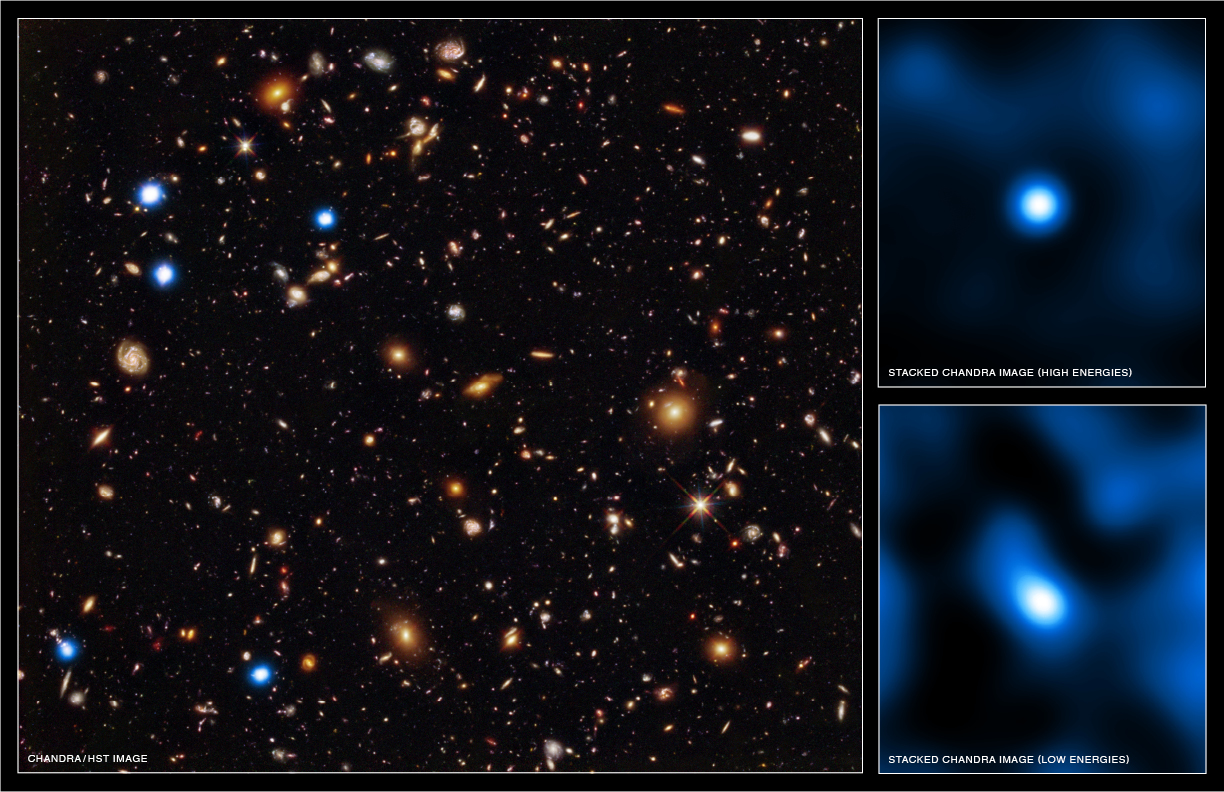 CHANDRA/HST IMAGE
STACKED CHANDRA IMAGE (HIGH ENERGIES)
STACKED CHANDRA IMAGE (LOW ENERGIES)